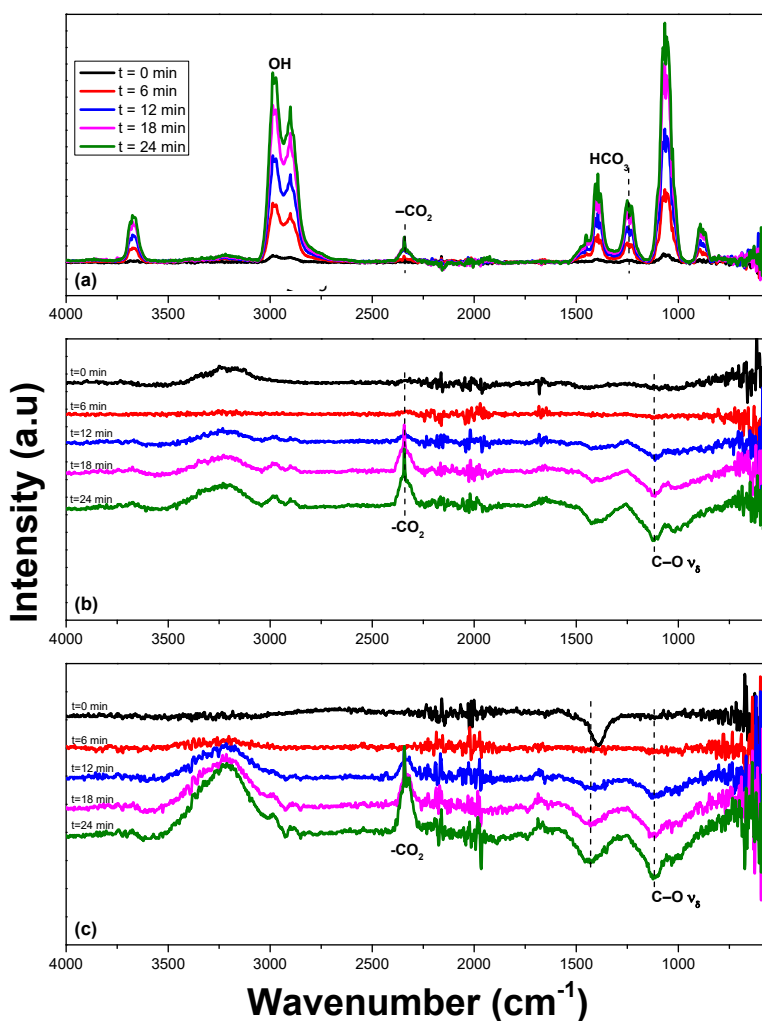 OH
t = 0 min
t = 6 min
t = 12 min
t = 18 min
t = 24 min
HCO3
–CO2
(a)
4000 3500 3000 2500 2000 1500 1000
t=0 min
t=6 min
t=12 min
t=18 min
t=24 min
-CO2
C–O νδ
(b)
4000 3500 3000 2500 2000 1500 1000
t=0 min
t=6 min
t=12 min
t=18 min
t=24 min
-CO2
C–O νδ
(c)
4000 3500 3000 2500 2000 1500 1000
Intensity (a.u)
Wavenumber (cm-1)